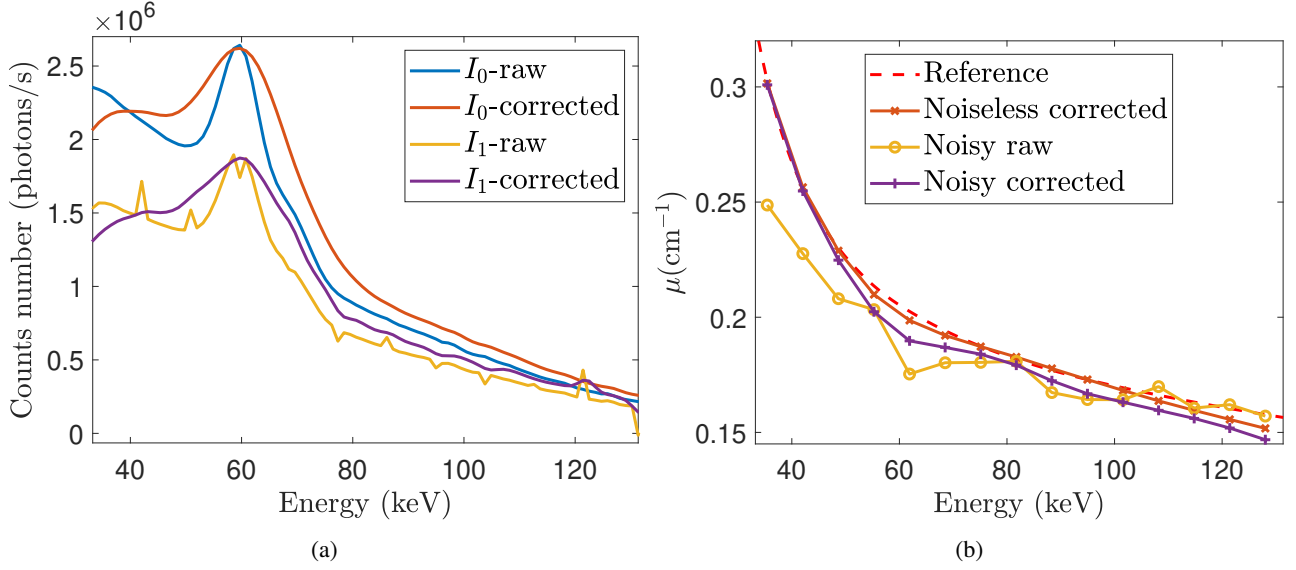 ×10⁶
Counts number (photons/s)
2.5
2
1.5
1
0.5
0
40
60
80
100
120
Energy (keV)
I₀-raw
I₀-corrected
I₁-raw
I₁-corrected
(a)
μ(cm⁻¹)
0.3
0.25
0.2
0.15
40
60
80
100
120
Energy (keV)
Reference
Noiseless corrected
Noisy raw
Noisy corrected
(b)